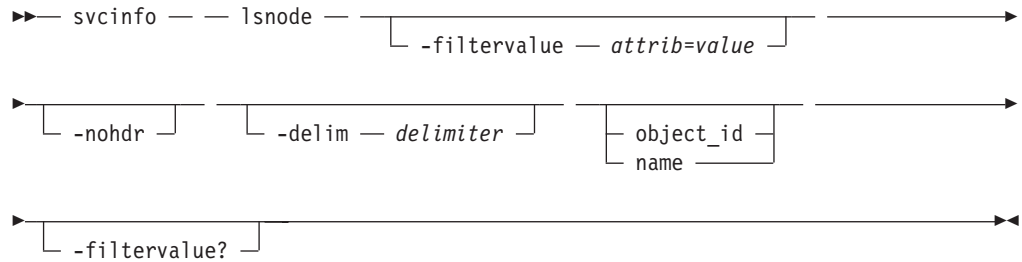 svcinfo lsnode
-filtervalue attrib=value
-nohdr
-delim delimiter
object_id
name
-filtervalue?